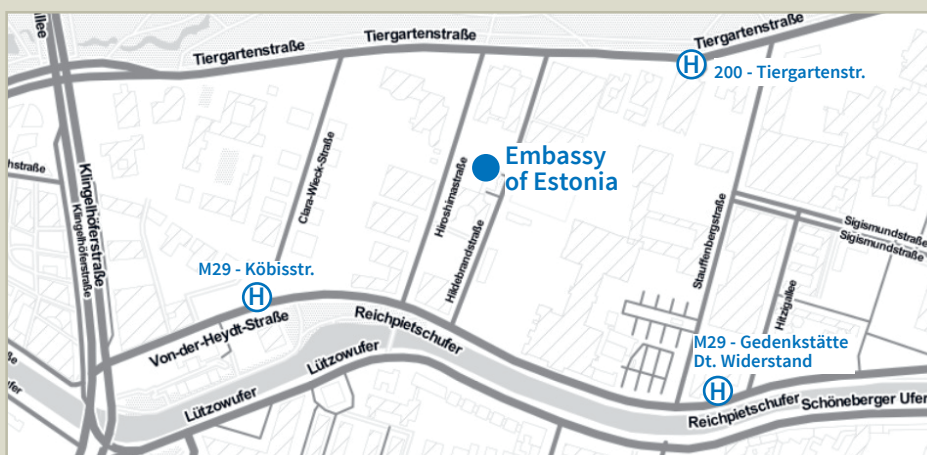 Tiergartenstraße
Tiergartenstraße
Tiergartenstraße
200 - Tiergartenstr.
H
Klingelhöferstraße
Klingelhöferstraße
Clara-Wieck-Straße
Hiroshimastraße
Embassy
of Estonia
Hildebrandstraße
Stauffenbergstraße
Sigismundstraße
Sigismundstraße
Hitzigallee
M29 - Köbisstr.
H
Von-der-Heydt-Straße
Reichpietschufer
Lützowufer
Lützowufer
M29 - Gedenkstätte
Dt. Widerstand
H
Reichpietschufer
Schöneberger Ufer